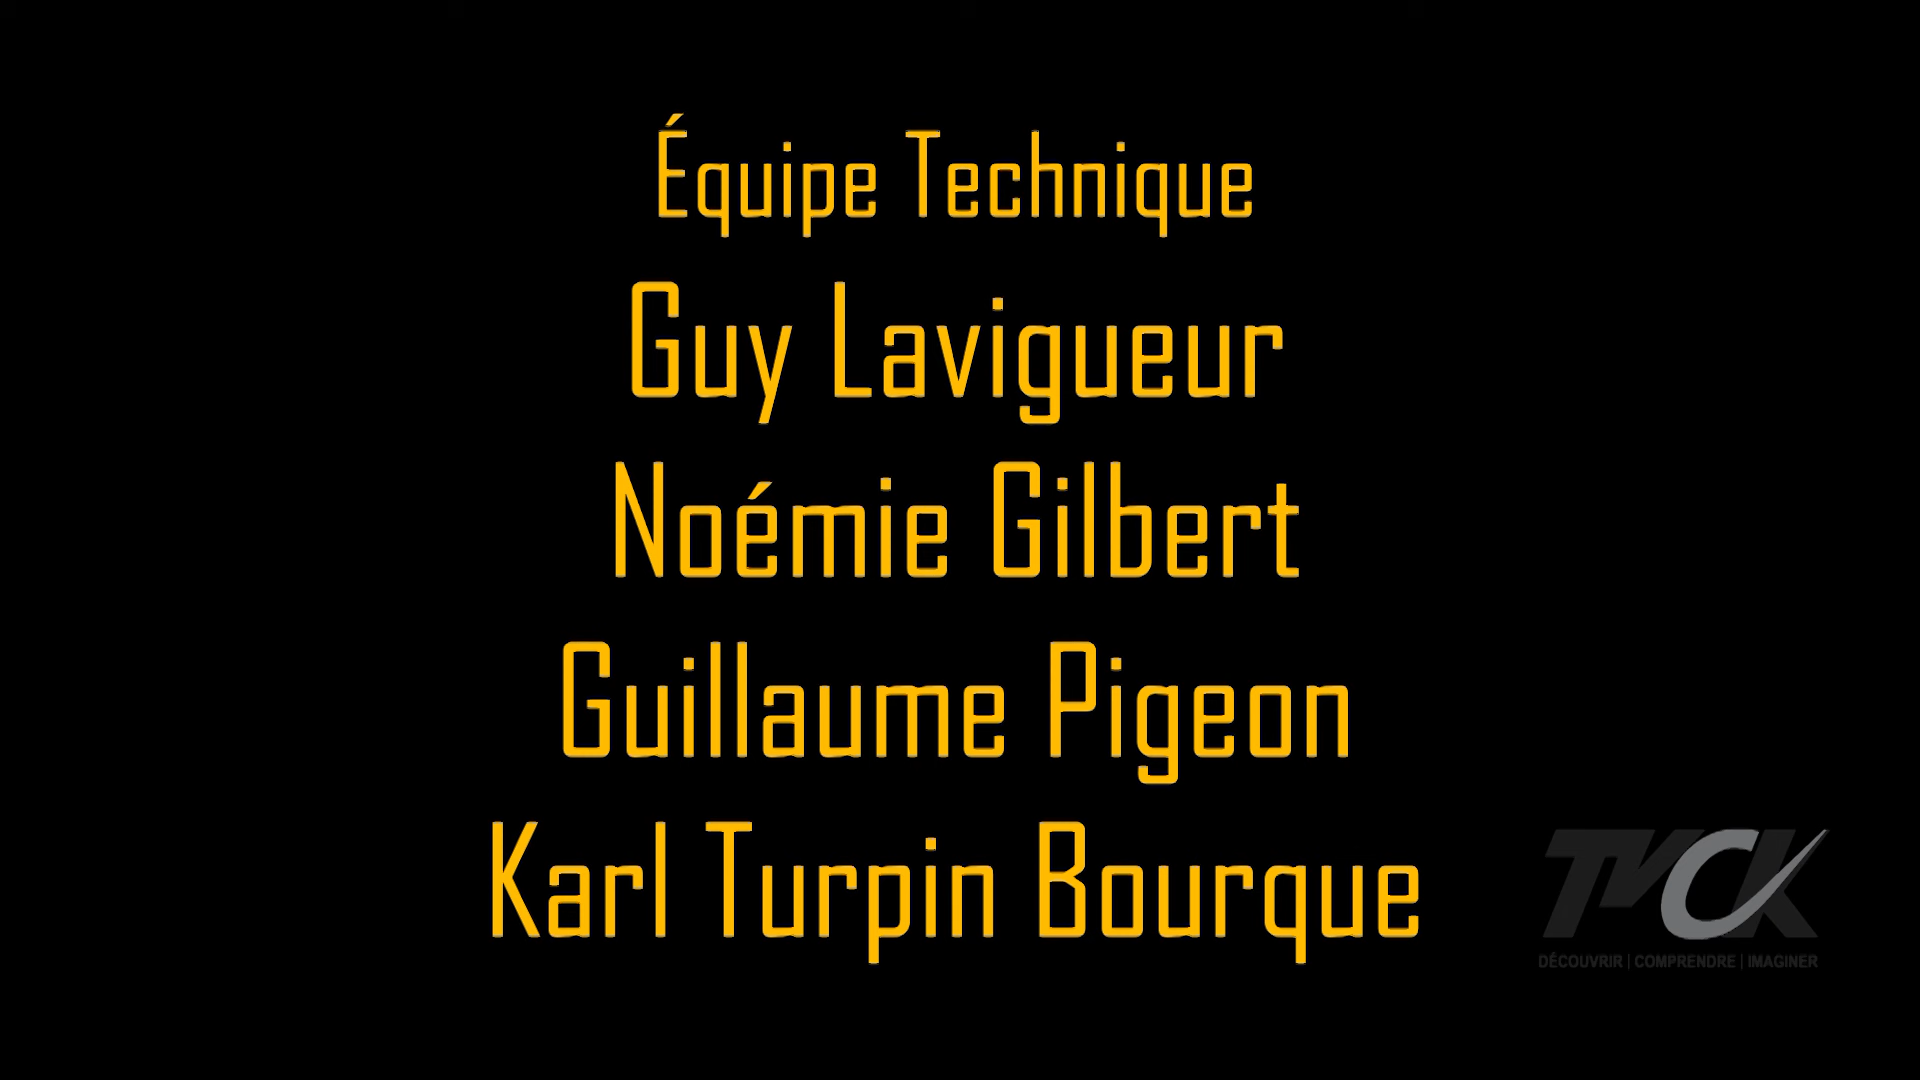 Équipe Technique
Guy Lavigueur
Noémie Gilbert
Guillaume Pigeon
Karl Turpin Bourque
TVCK
DÉCOUVRIR | COMPRENDRE | IMAGINER